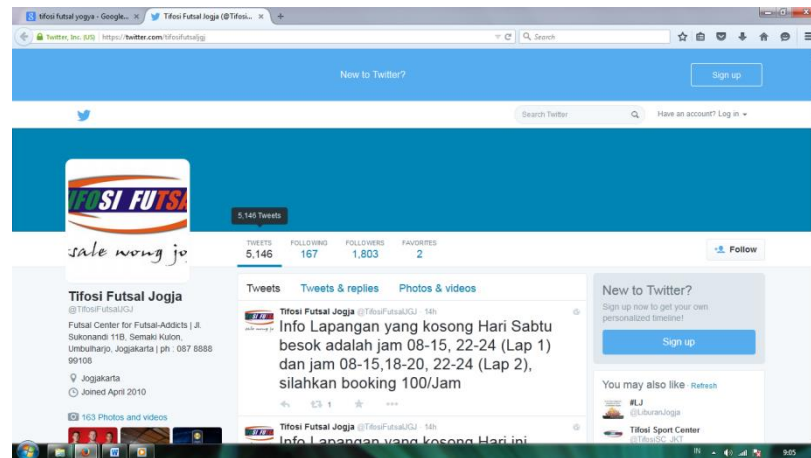 tifosi futsal yogya - Google...
Tifosi Futsal Jogja (@Tifosi...
Twitter, Inc. (US) https://twitter.com/tifosifutsaljgj
Search
New to Twitter?
Sign up
Search Twitter
Have an account? Log in
IFOSI FUTSA
sale wong jo
5,146 Tweets
TWEETS FOLLOWING FOLLOWERS FAVORITES
5,146 167 1,803 2
Follow
Tifosi Futsal Jogja
@TifosiFutsalJGJ
Futsal Center for Futsal-Addicts | Jl.
Sukonandi 11B, Semaki Kulon,
Umbulharjo, Jogjakarta | ph : 087 8888
99108
Jogjakarta
Joined April 2010
163 Photos and videos
Tweets Tweets & replies Photos & videos
Tifosi Futsal Jogja @TifosiFutsalJGJ · 14h
Info Lapangan yang kosong Hari Sabtu
besok adalah jam 08-15, 22-24 (Lap 1)
dan jam 08-15,18-20, 22-24 (Lap 2),
silahkan booking 100/Jam
1
Tifosi Futsal Jogja @TifosiFutsalJGJ · 14h
Info Lapangan yang kosong Hari ini
New to Twitter?
Sign up now to get your own
personalized timeline!
Sign up
You may also like · Refresh
#LJ
@LiburanJogja
Tifosi Sport Center
@TifosiSC_JKT
IN
9:05